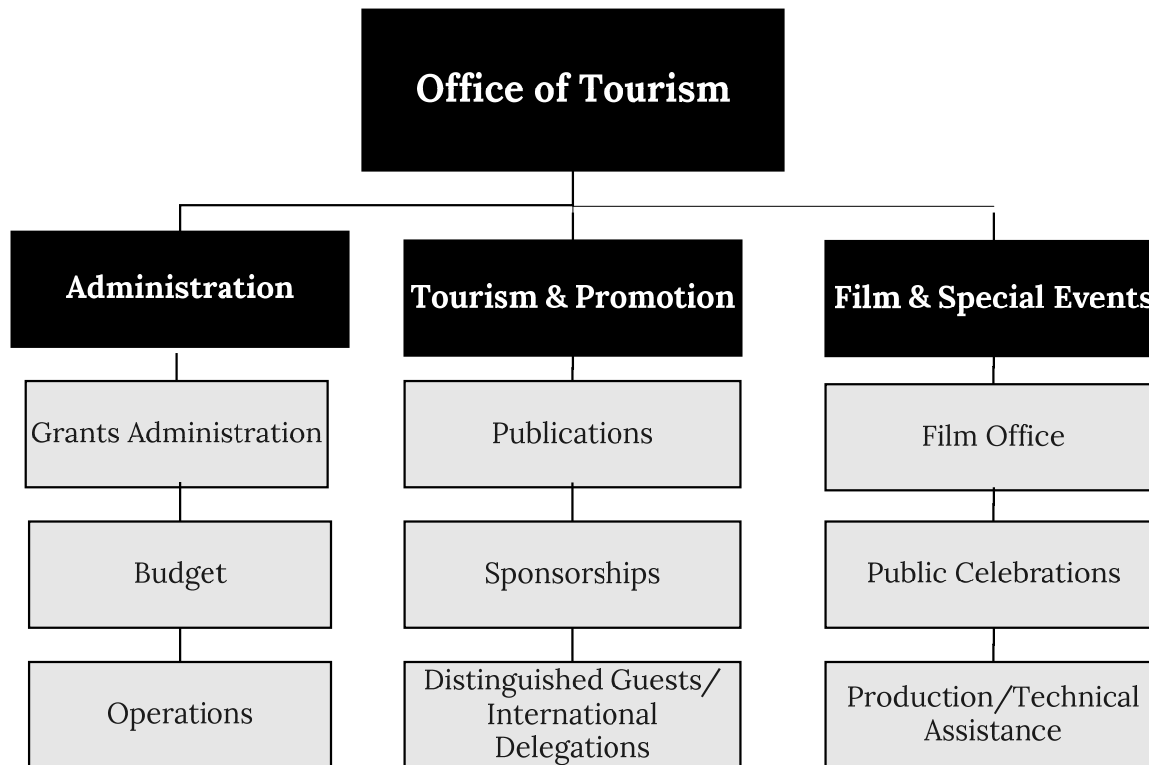 Office of Tourism
Administration
Tourism & Promotion
Film & Special Events
Grants Administration
Publications
Film Office
Budget
Sponsorships
Public Celebrations
Operations
Distinguished Guests/
International
Delegations
Production/Technical
Assistance